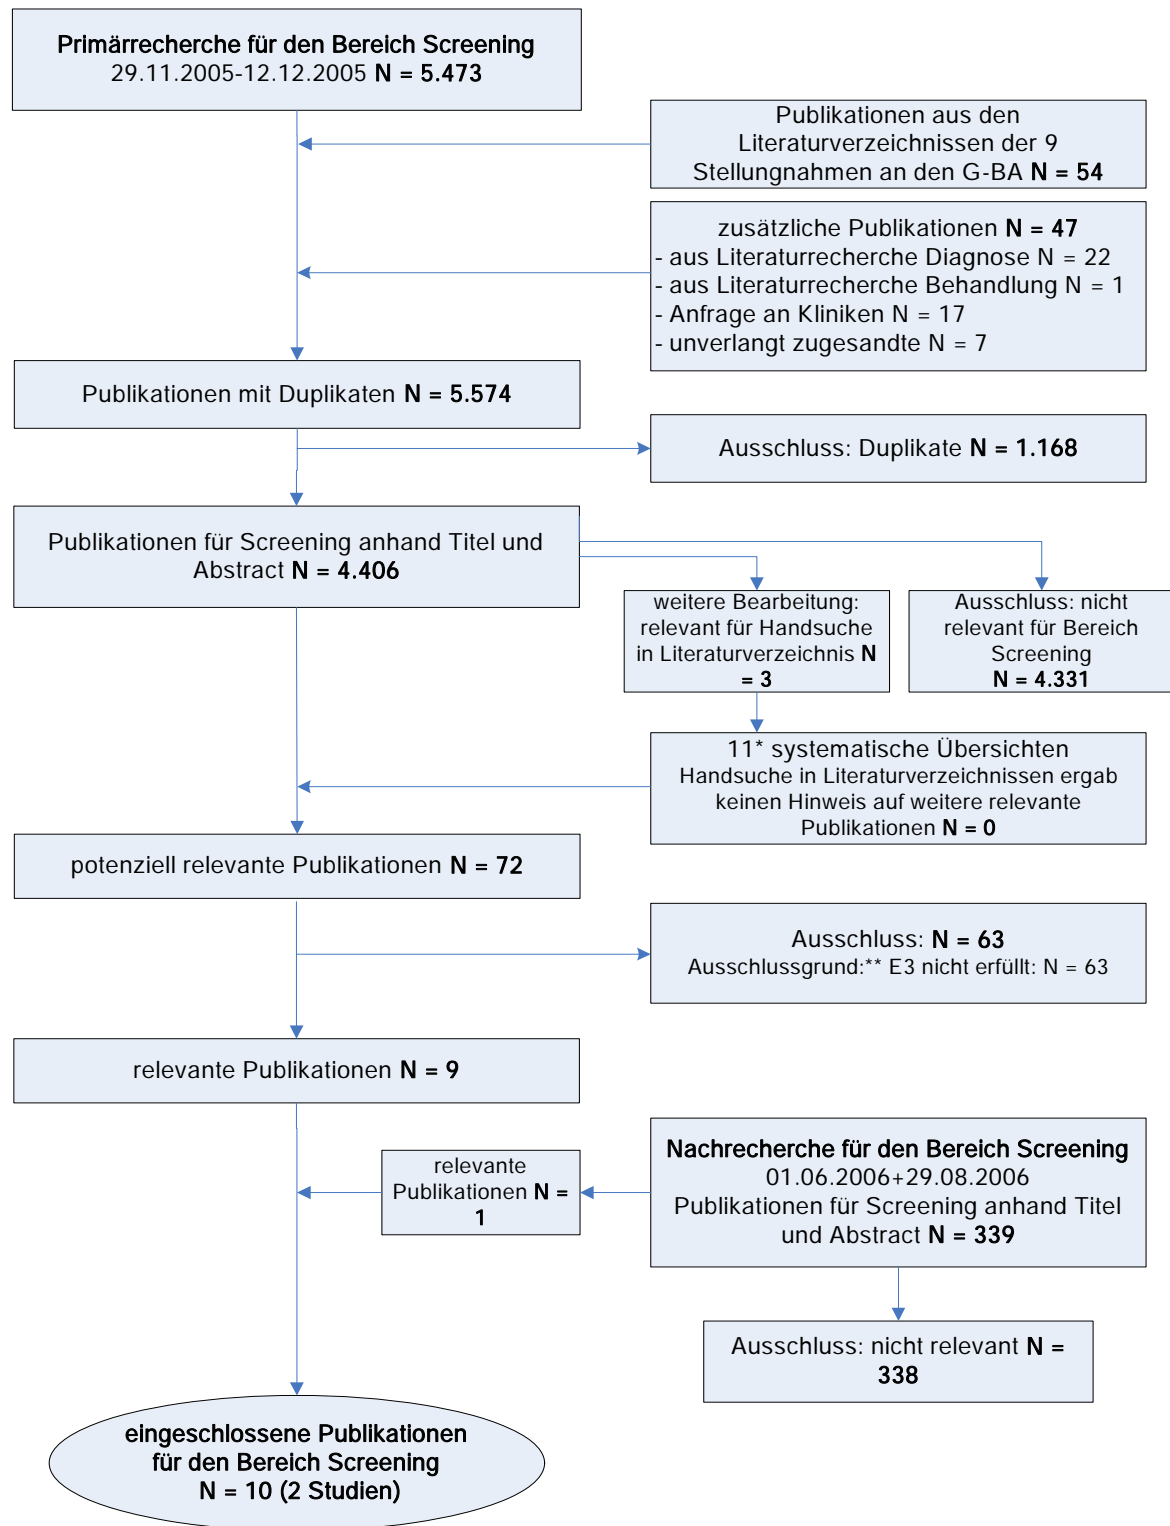 Primärrecherche für den Bereich Screening
29.11.2005-12.12.2005 N = 5.473
Publikationen aus den
Literaturverzeichnissen der 9
Stellungnahmen an den G-BA N = 54
zusätzliche Publikationen N = 47
- aus Literaturrecherche Diagnose N = 22
- aus Literaturrecherche Behandlung N = 1
- Anfrage an Kliniken N = 17
- unverlangt zugesandte N = 7
Publikationen mit Duplikaten N = 5.574
Ausschluss: Duplikate N = 1.168
Publikationen für Screening anhand Titel und
Abstract N = 4.406
weitere Bearbeitung:
relevant für Handsuche
in Literaturverzeichnis N
= 3
Ausschluss: nicht
relevant für Bereich
Screening
N = 4.331
11* systematische Übersichten
Handsuche in Literaturverzeichnissen ergab
keinen Hinweis auf weitere relevante
Publikationen N = 0
potenziell relevante Publikationen N = 72
Ausschluss: N = 63
Ausschlussgrund:** E3 nicht erfüllt: N = 63
relevante Publikationen N = 9
Nachrecherche für den Bereich Screening
01.06.2006+29.08.2006
Publikationen für Screening anhand Titel
und Abstract N = 339
relevante
Publikationen N =
1
Ausschluss: nicht relevant N =
338
eingeschlossene Publikationen
für den Bereich Screening
N = 10 (2 Studien)